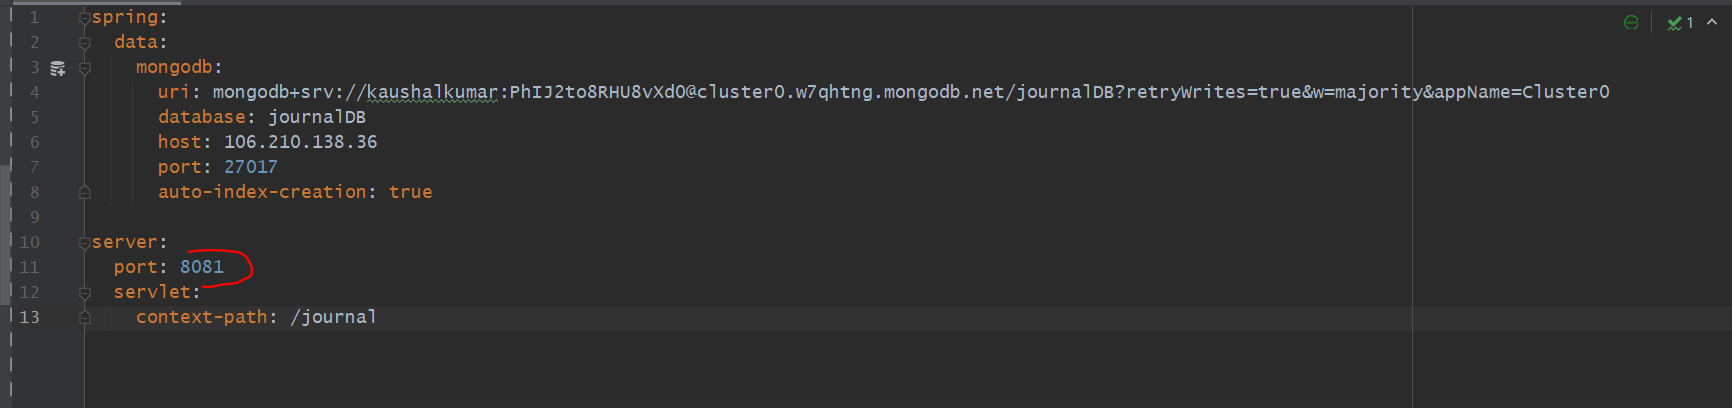 1 spring:
2 data:
3 mongodb:
4 uri: mongodb+srv://kaushalkumar:PhIJ2to8RHU8vXdO@cluster0.w7qhtng.mongodb.net/journalDB?retryWrites=true&w=majority&appName=Cluster0
5 database: journalDB
6 host: 106.210.138.36
7 port: 27017
8 auto-index-creation: true
9
10 server:
11 port: 8081
12 servlet:
13 context-path: /journal
1